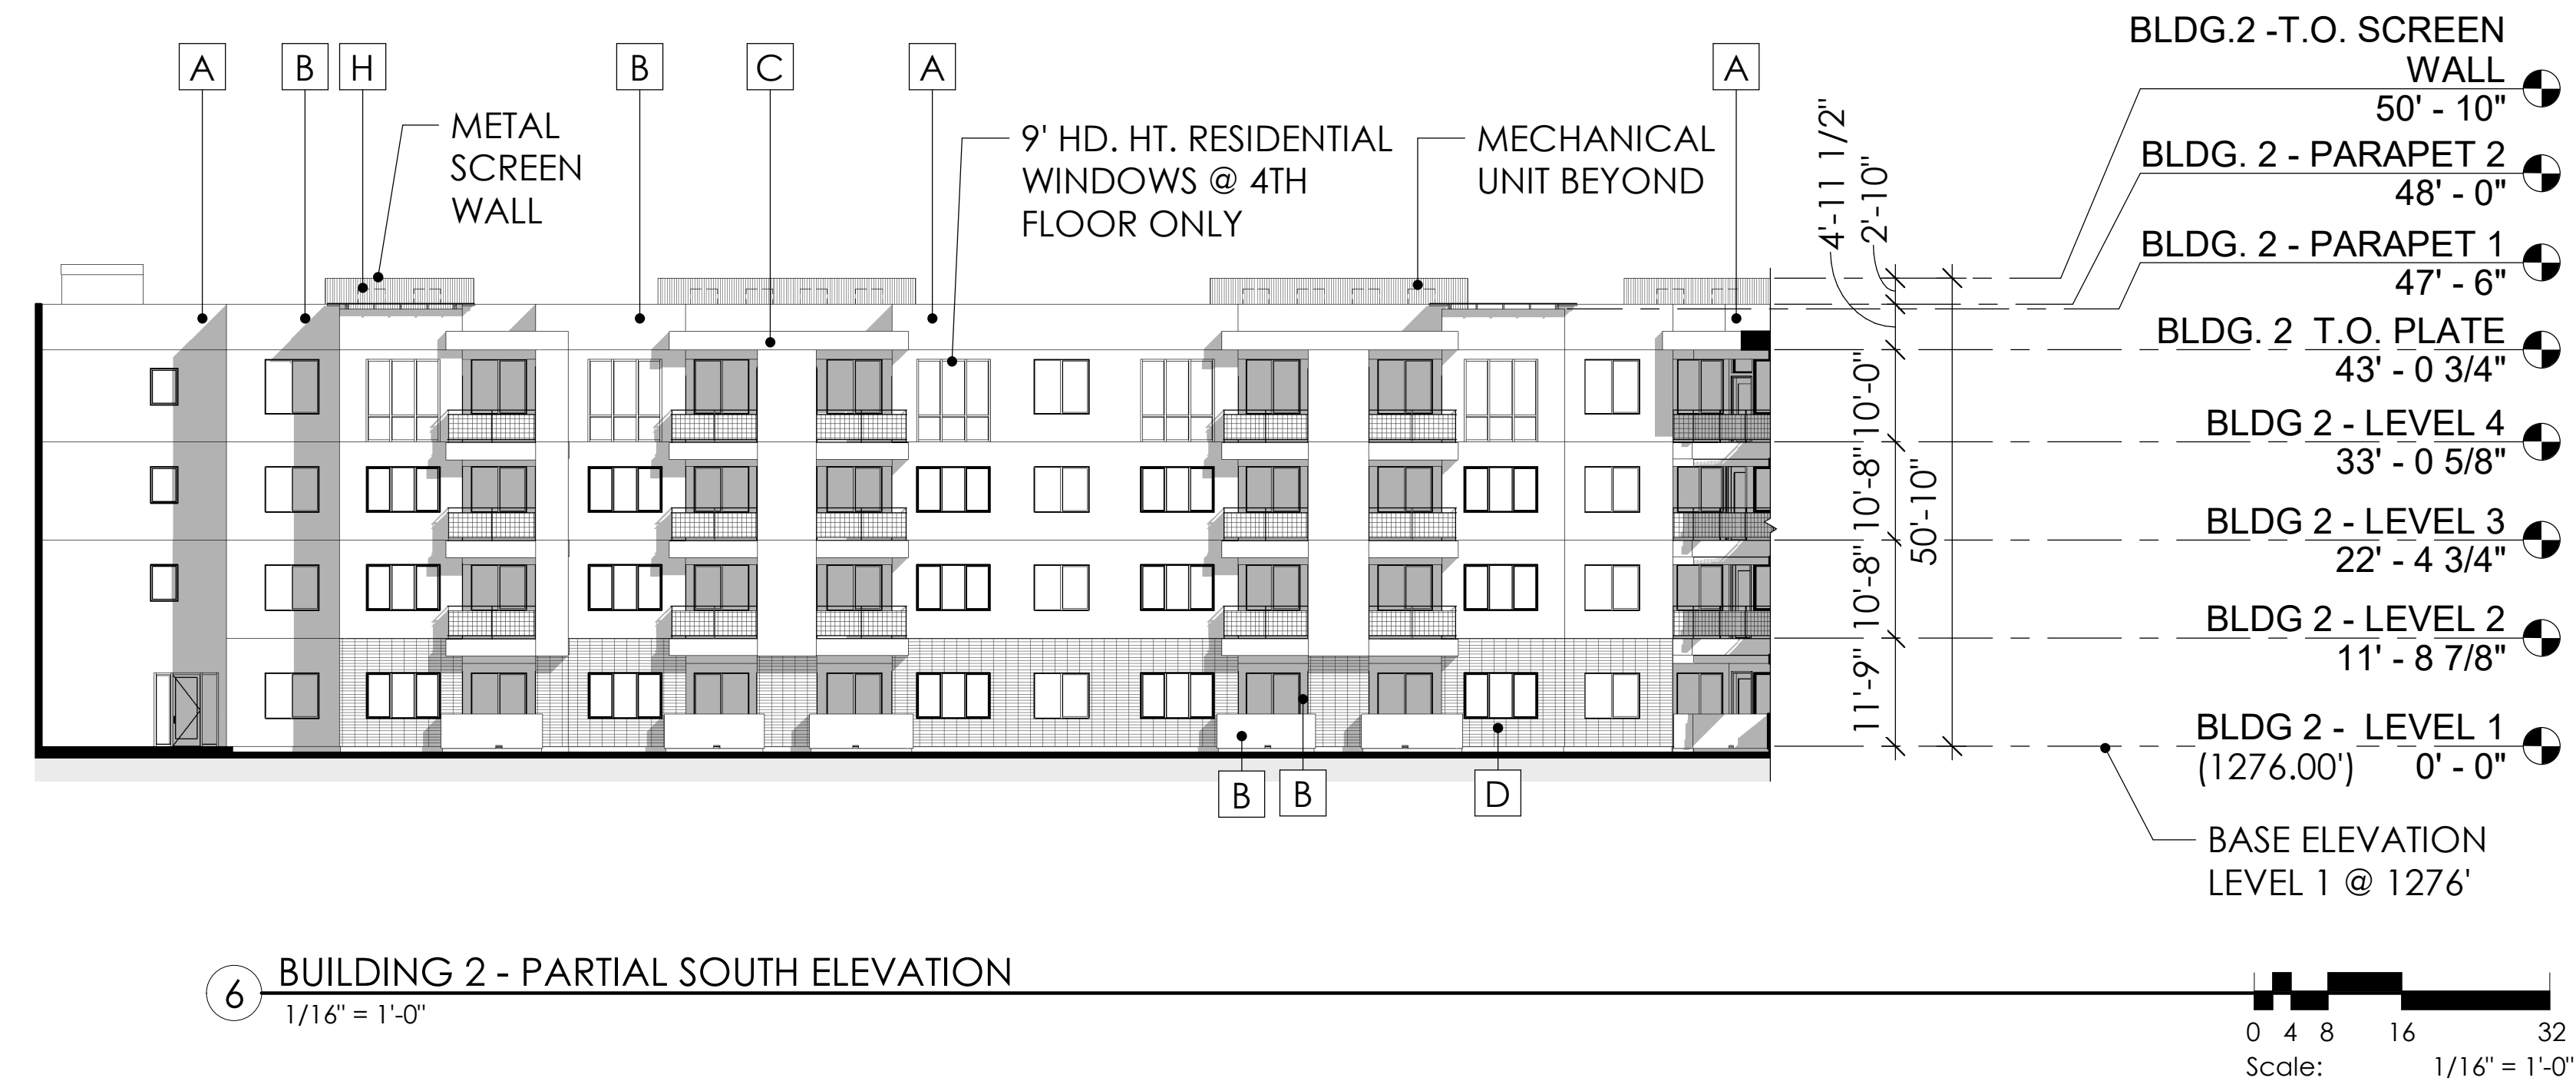 A
B
H
B
C
A
A
METAL
SCREEN
WALL
9' HD. HT. RESIDENTIAL
WINDOWS @ 4TH
FLOOR ONLY
MECHANICAL
UNIT BEYOND
4'-11 1/2"
2'-10"
10'-0"
10'-8"
10'-8"
11'-9"
50'-10"
BLDG.2 -T.O. SCREEN
WALL
50' - 10"
BLDG. 2 - PARAPET 2
48' - 0"
BLDG. 2 - PARAPET 1
47' - 6"
BLDG. 2 T.O. PLATE
43' - 0 3/4"
BLDG 2 - LEVEL 4
33' - 0 5/8"
BLDG 2 - LEVEL 3
22' - 4 3/4"
BLDG 2 - LEVEL 2
11' - 8 7/8"
BLDG 2 - LEVEL 1
(1276.00') 0' - 0"
B
B
D
BASE ELEVATION
LEVEL 1 @ 1276'
6
BUILDING 2 - PARTIAL SOUTH ELEVATION
1/16" = 1'-0"
0 4 8 16 32
Scale: 1/16" = 1'-0"